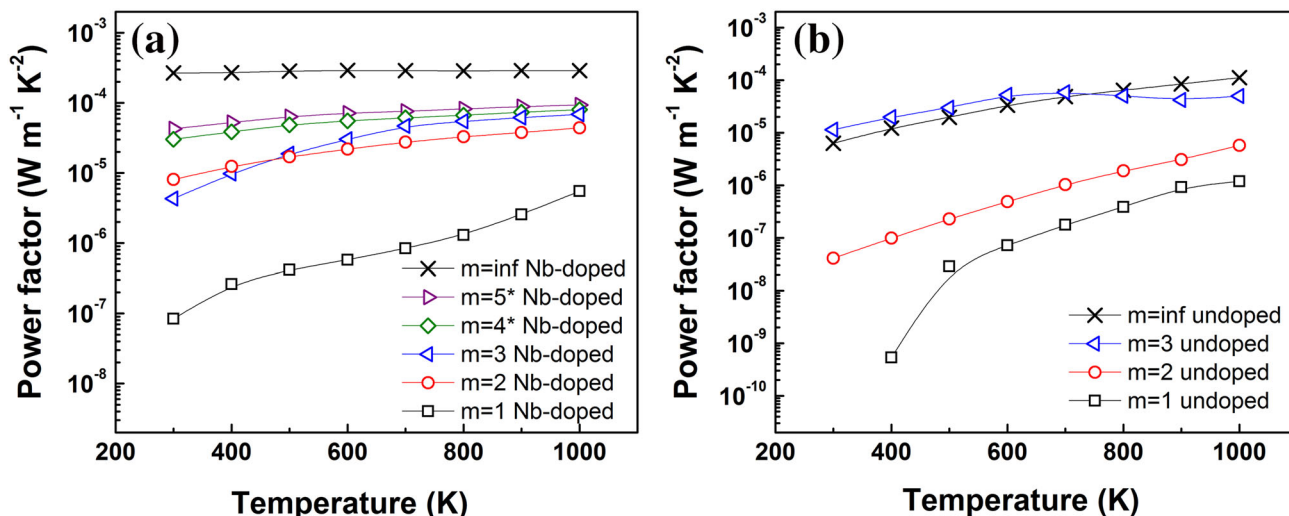 (a)
Power factor (W m⁻¹ K⁻²)
10⁻³
10⁻⁴
10⁻⁵
10⁻⁶
10⁻⁷
10⁻⁸
m=inf Nb-doped
m=5* Nb-doped
m=4* Nb-doped
m=3 Nb-doped
m=2 Nb-doped
m=1 Nb-doped
200 400 600 800 1000
Temperature (K)
(b)
Power factor (W m⁻¹ K⁻²)
10⁻³
10⁻⁴
10⁻⁵
10⁻⁶
10⁻⁷
10⁻⁸
10⁻⁹
10⁻¹⁰
m=inf undoped
m=3 undoped
m=2 undoped
m=1 undoped
200 400 600 800 1000
Temperature (K)